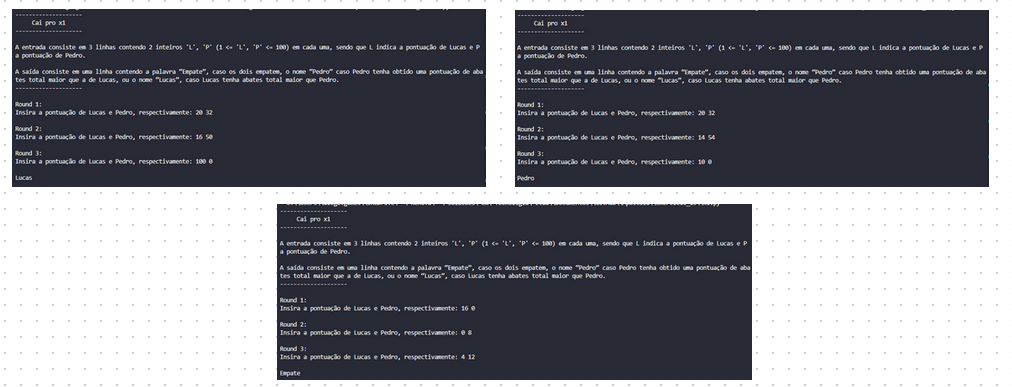 --------------------
Cai pro x1
--------------------
A entrada consiste em 3 linhas contendo 2 inteiros 'L', 'P' (1 <= 'L', 'P' <= 100) em cada uma, sendo que L indica a pontuação de Lucas e P
a pontuação de Pedro.
A saída consiste em uma linha contendo a palavra “Empate”, caso os dois empatem, o nome “Pedro” caso Pedro tenha obtido uma pontuação de aba
tes total maior que a de Lucas, ou o nome “Lucas”, caso Lucas tenha abates total maior que Pedro.
--------------------
Round 1:
Insira a pontuação de Lucas e Pedro, respectivamente: 20 32
Round 2:
Insira a pontuação de Lucas e Pedro, respectivamente: 16 50
Round 3:
Insira a pontuação de Lucas e Pedro, respectivamente: 100 0
Lucas
--------------------
Cai pro x1
--------------------
A entrada consiste em 3 linhas contendo 2 inteiros 'L', 'P' (1 <= 'L', 'P' <= 100) em cada uma, sendo que L indica a pontuação de Lucas e P
a pontuação de Pedro.
A saída consiste em uma linha contendo a palavra “Empate”, caso os dois empatem, o nome “Pedro” caso Pedro tenha obtido uma pontuação de aba
tes total maior que a de Lucas, ou o nome “Lucas”, caso Lucas tenha abates total maior que Pedro.
--------------------
Round 1:
Insira a pontuação de Lucas e Pedro, respectivamente: 20 32
Round 2:
Insira a pontuação de Lucas e Pedro, respectivamente: 14 54
Round 3:
Insira a pontuação de Lucas e Pedro, respectivamente: 10 0
Pedro
--------------------
Cai pro x1
--------------------
A entrada consiste em 3 linhas contendo 2 inteiros 'L', 'P' (1 <= 'L', 'P' <= 100) em cada uma, sendo que L indica a pontuação de Lucas e P
a pontuação de Pedro.
A saída consiste em uma linha contendo a palavra “Empate”, caso os dois empatem, o nome “Pedro” caso Pedro tenha obtido uma pontuação de aba
tes total maior que a de Lucas, ou o nome “Lucas”, caso Lucas tenha abates total maior que Pedro.
--------------------
Round 1:
Insira a pontuação de Lucas e Pedro, respectivamente: 16 0
Round 2:
Insira a pontuação de Lucas e Pedro, respectivamente: 0 8
Round 3:
Insira a pontuação de Lucas e Pedro, respectivamente: 4 12
Empate